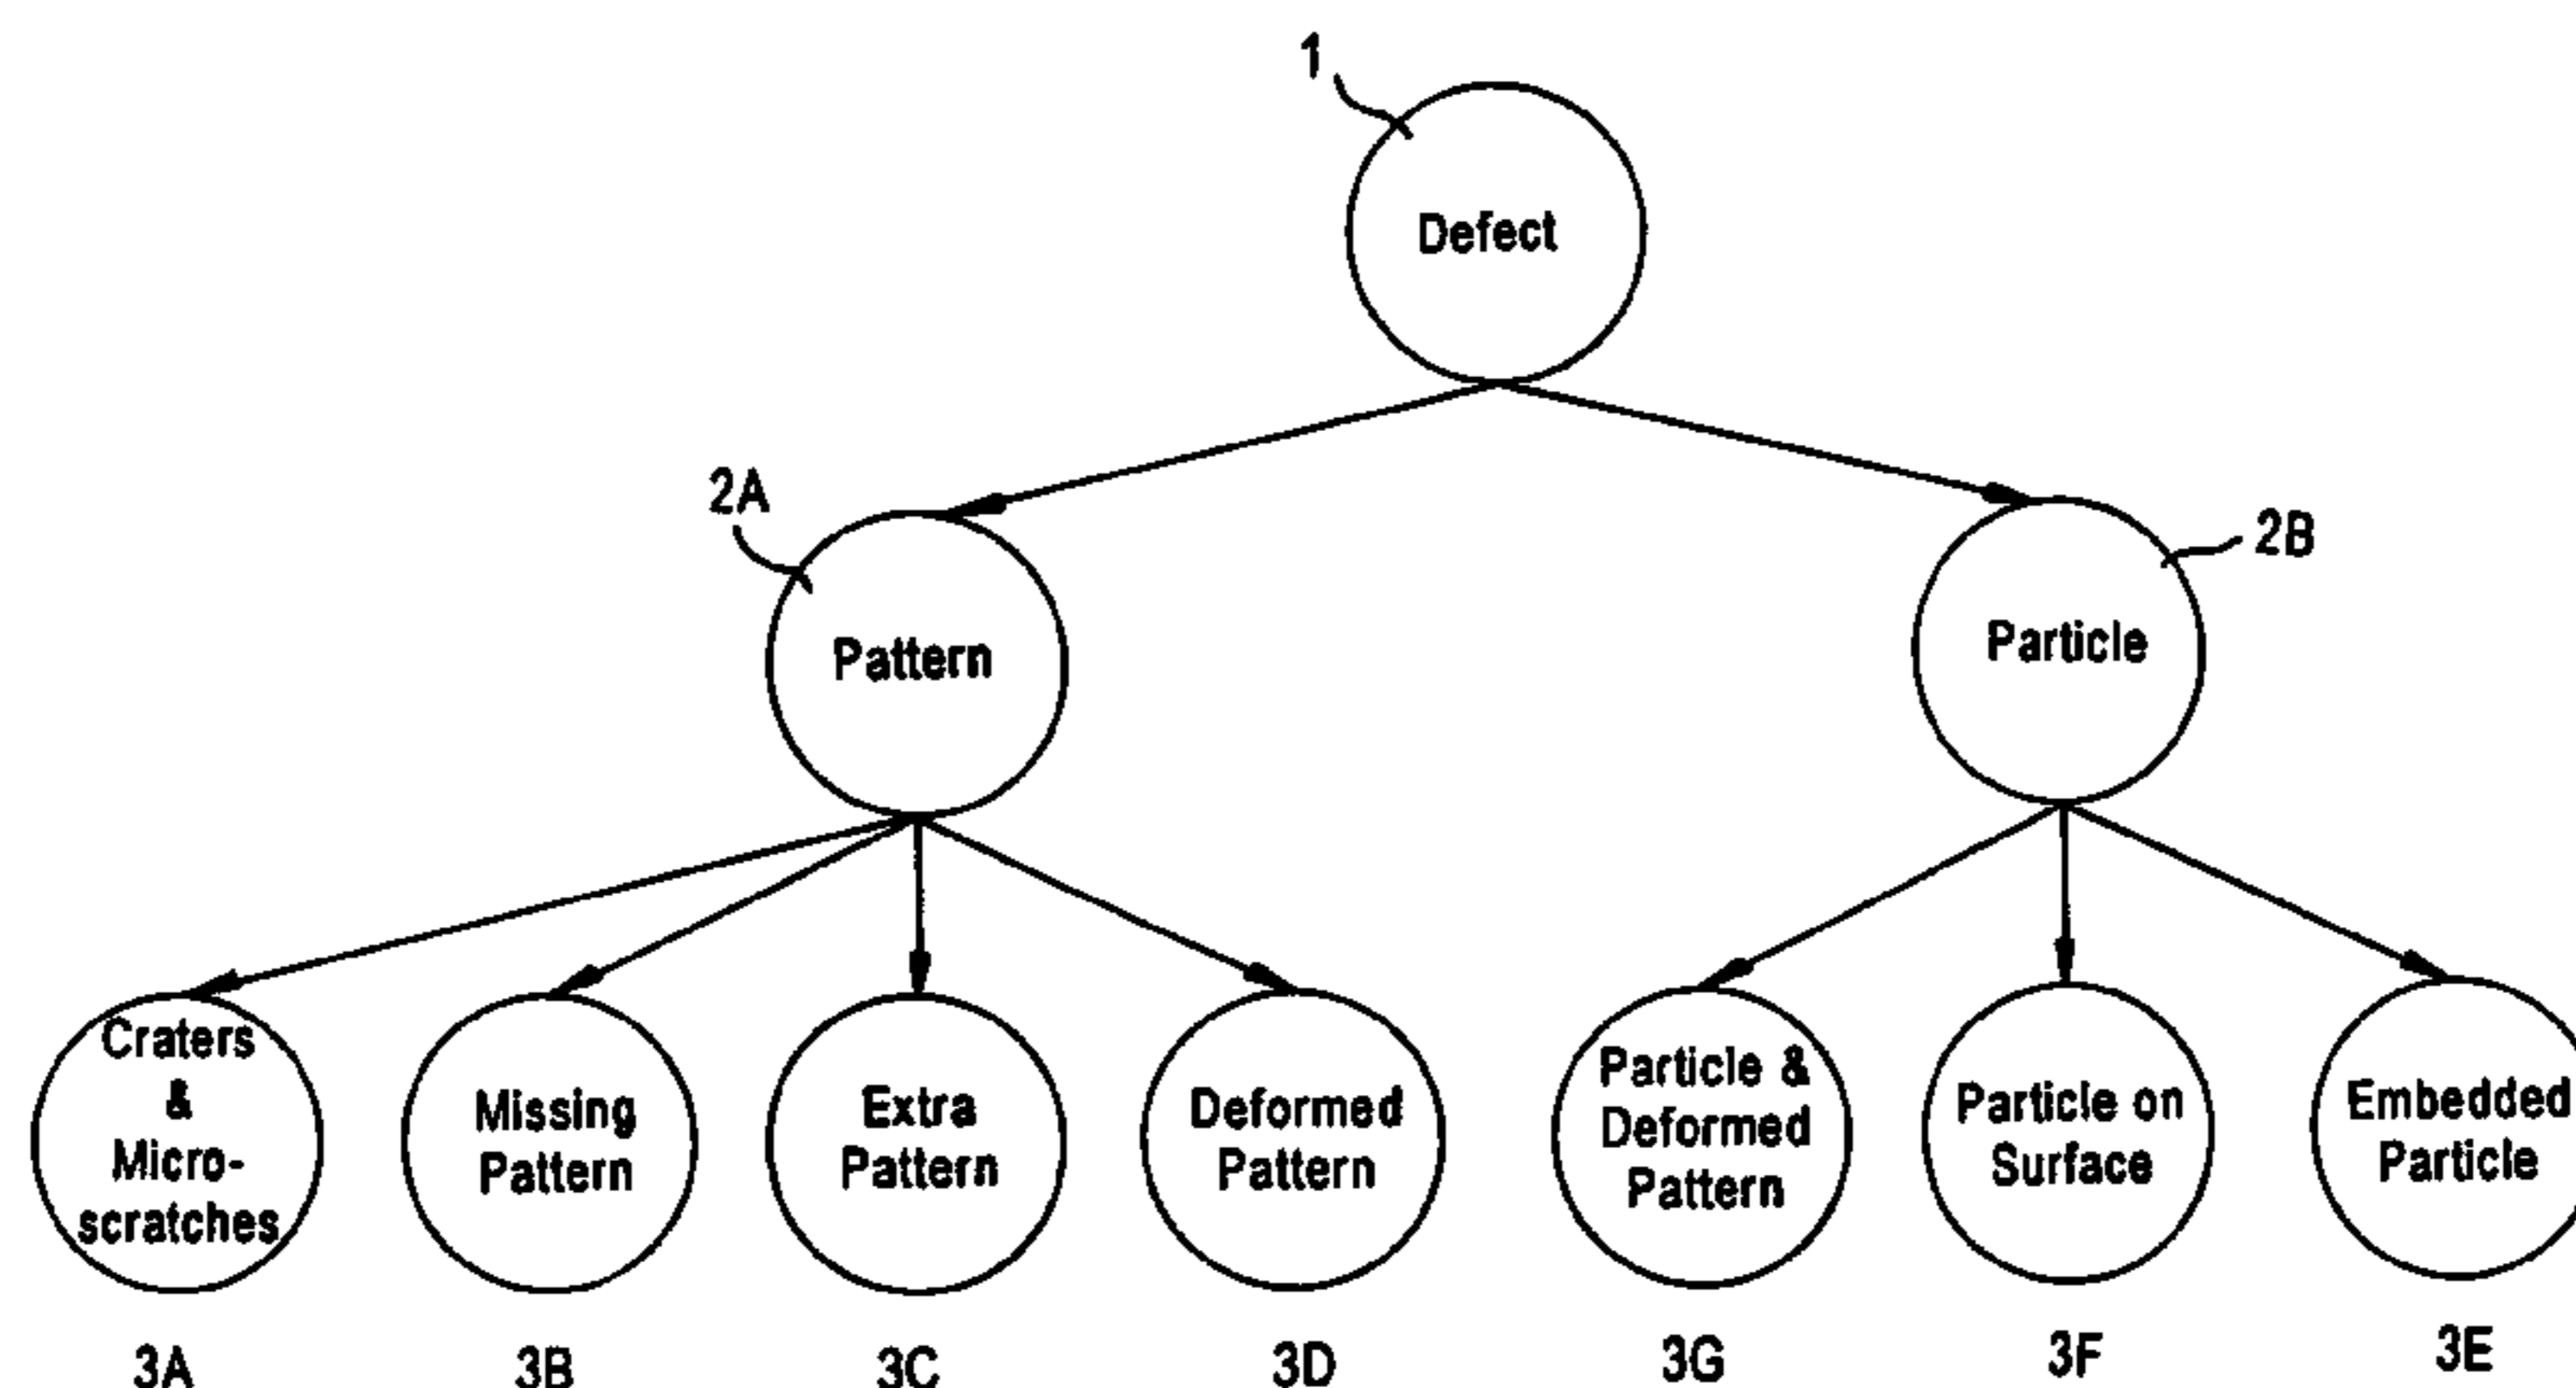 1
Defect
2A
Pattern
2B
Particle
Craters
&
Micro-
scratches
Missing
Pattern
Extra
Pattern
Deformed
Pattern
Particle &
Deformed
Pattern
Particle on
Surface
Embedded
Particle
3A
3B
3C
3D
3G
3F
3E